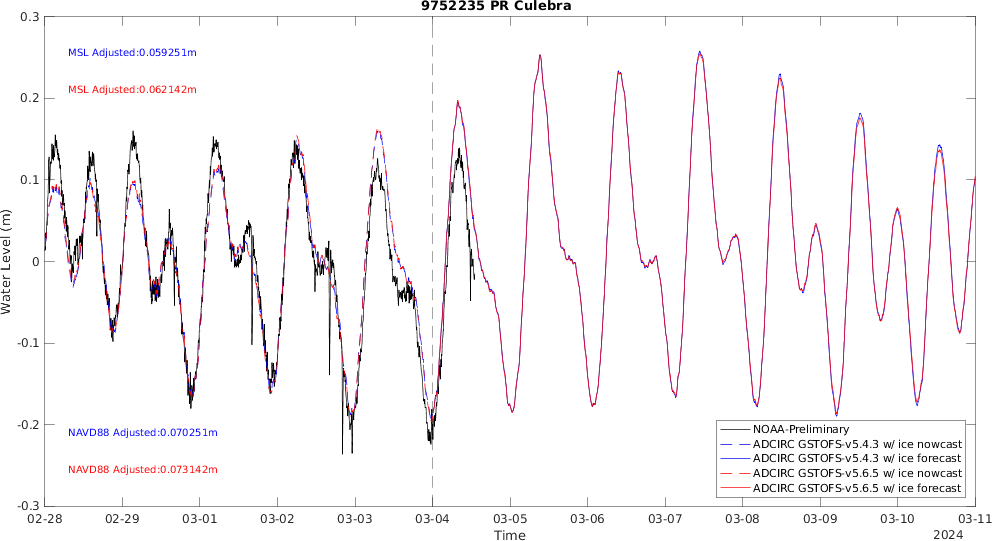 9752235 PR Culebra
0.3
0.2
0.1
0
-0.1
-0.2
-0.3
Water Level (m)
MSL Adjusted:0.059251m
MSL Adjusted:0.062142m
NAVD88 Adjusted:0.070251m
NAVD88 Adjusted:0.073142m
NOAA-Preliminary
ADCIRC GSTOFS-v5.4.3 w/ ice nowcast
ADCIRC GSTOFS-v5.4.3 w/ ice forecast
ADCIRC GSTOFS-v5.6.5 w/ ice nowcast
ADCIRC GSTOFS-v5.6.5 w/ ice forecast
02-28 02-29 03-01 03-02 03-03 03-04 03-05 03-06 03-07 03-08 03-09 03-10 03-11
Time
2024